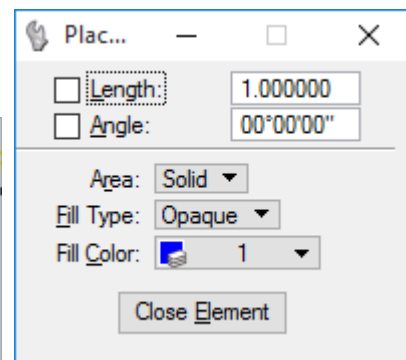 Plac...
Length: 1.000000
Angle: 00°00'00"
Area: Solid
Fill Type: Opaque
Fill Color: 1
Close Element